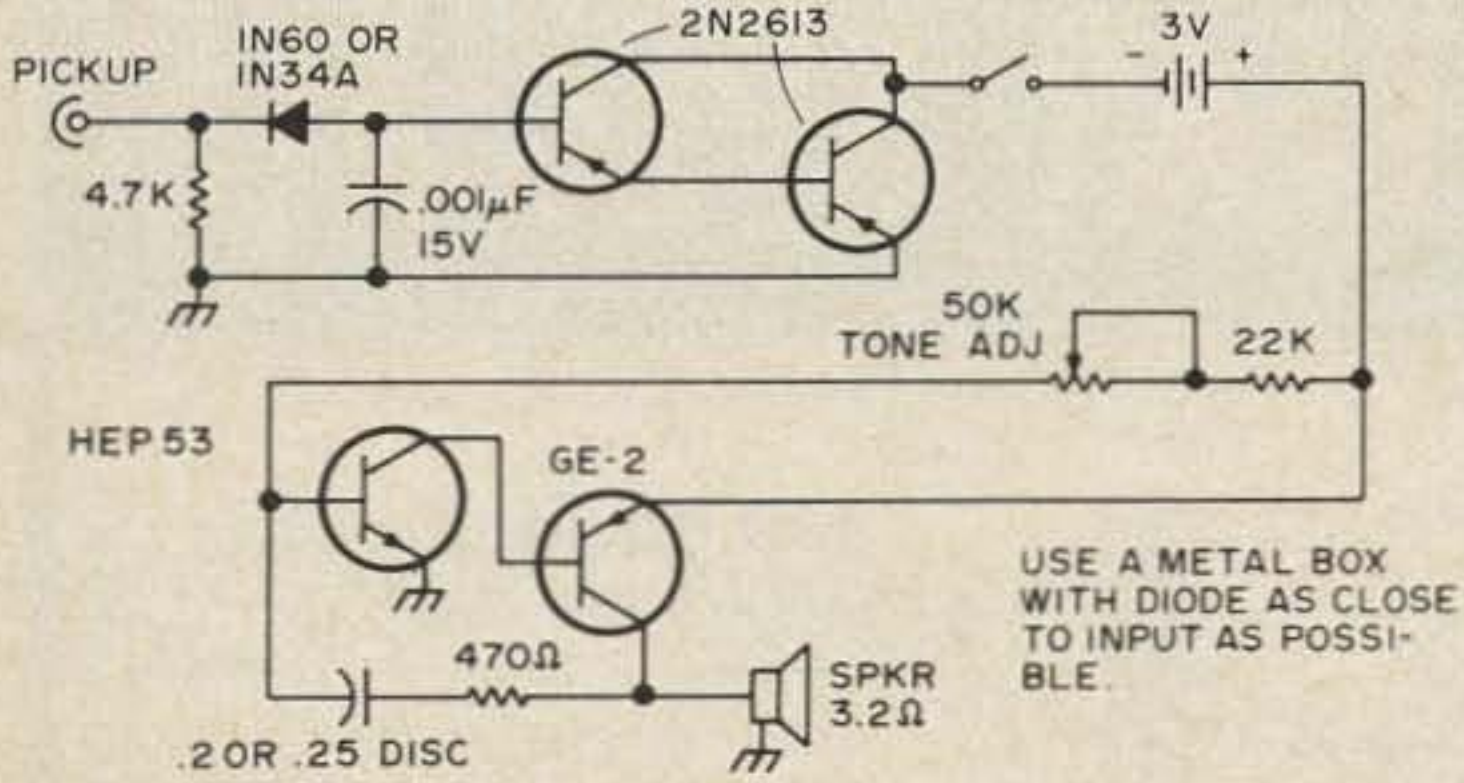 PICKUP
IN60 OR
IN34A
2N2613
3V
- +
4.7K
.001µF
15V
50K
TONE ADJ
22K
HEP 53
GE-2
470Ω
.2 OR .25 DISC
SPKR
3.2Ω
USE A METAL BOX
WITH DIODE AS CLOSE
TO INPUT AS POSSI-
BLE.